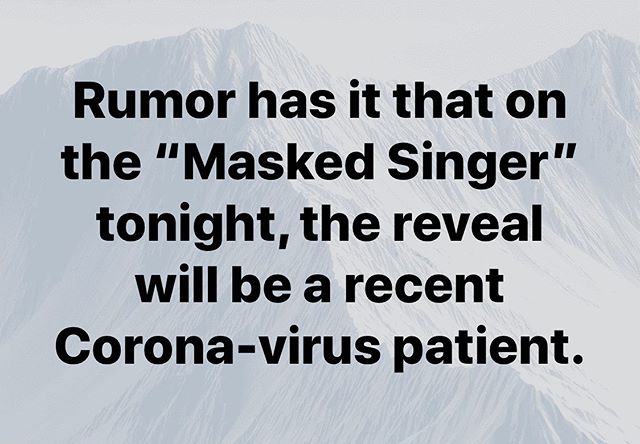 Rumor has it that on
the “Masked Singer”
tonight, the reveal
will be a recent
Corona-virus patient.